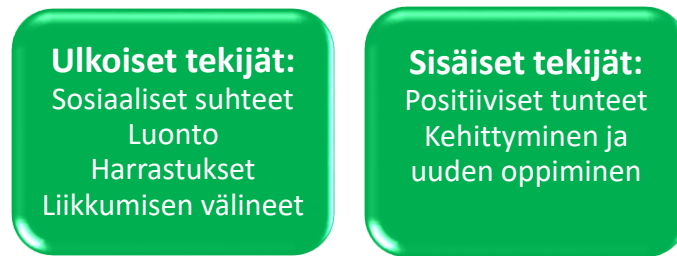 Ulkoiset tekijät:
Sosiaaliset suhteet
Luonto
Harrastukset
Liikkumisen välineet
Sisäiset tekijät:
Positiiviset tunteet
Kehittyminen ja
uuden oppiminen